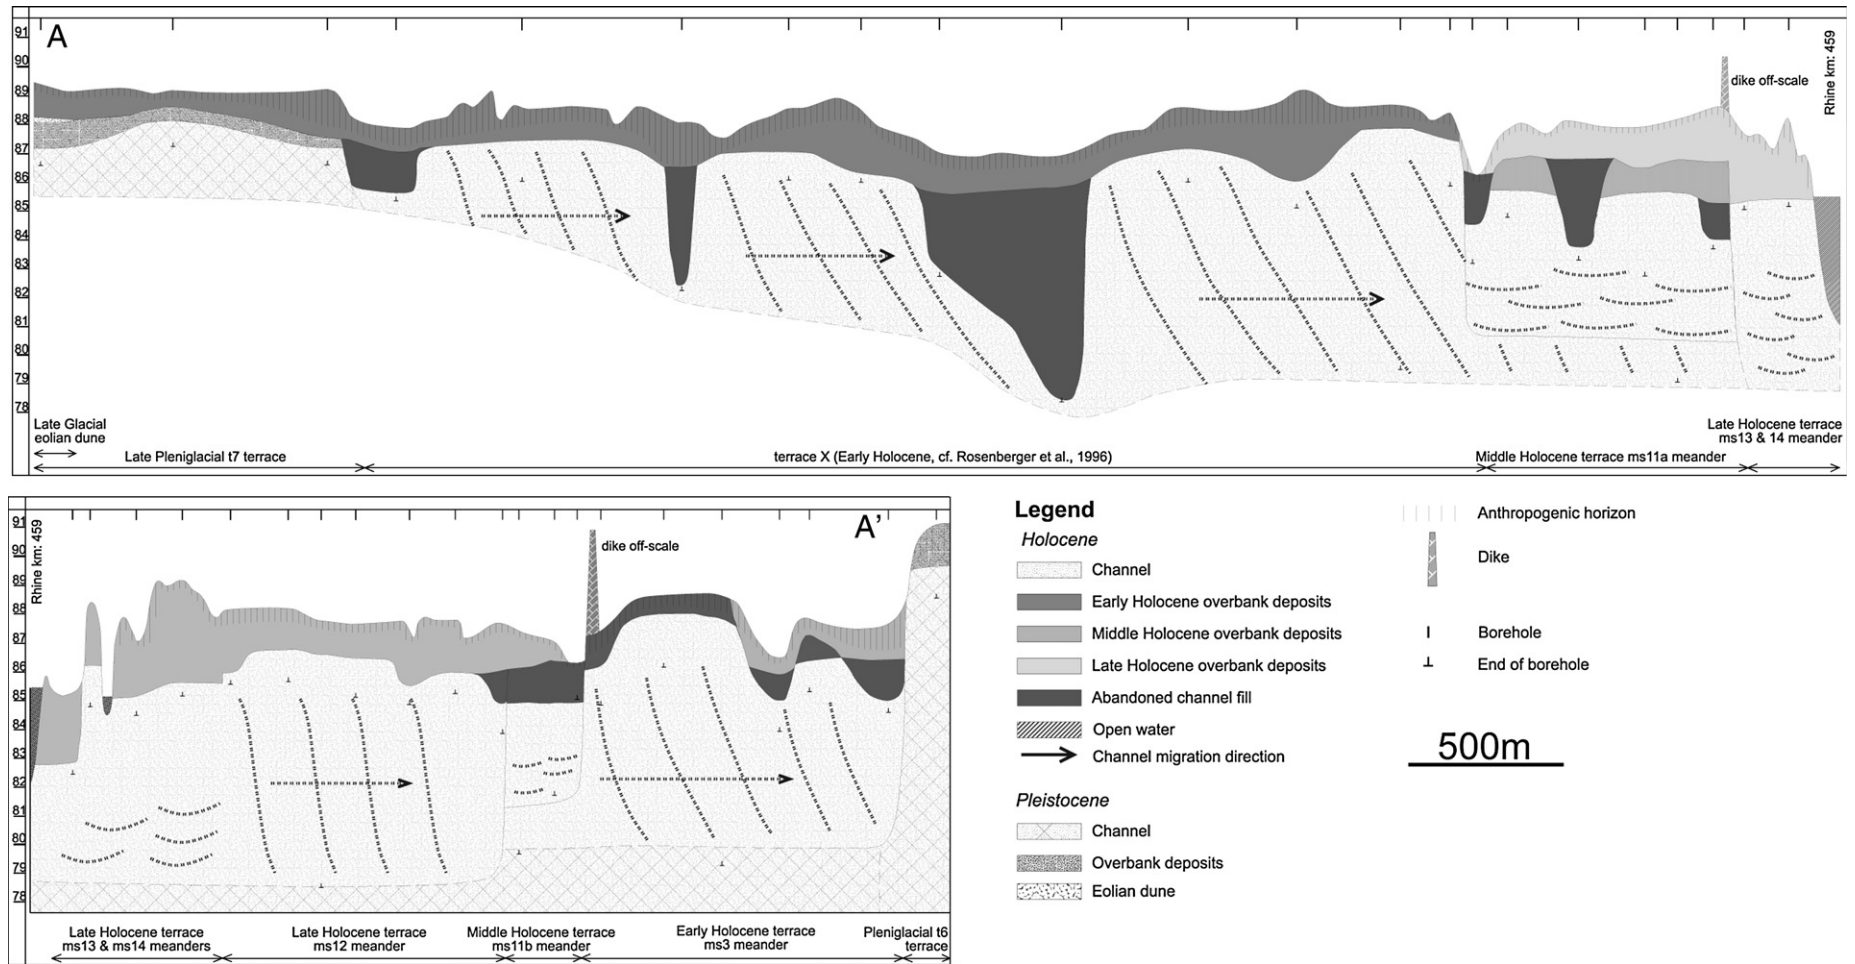 A
91
90
89
88
87
86
85
84
83
82
81
80
79
78
dike off-scale
Rhine km: 459
Late Glacial
eolian dune
Late Pleniglacial t7 terrace
terrace X (Early Holocene, cf. Rosenberger et al., 1996)
Middle Holocene terrace ms11a meander
Late Holocene terrace
ms13 & 14 meander
A’
91
90
89
88
87
86
85
84
83
82
81
80
79
78
Rhine km: 459
dike off-scale
Late Holocene terrace
ms13 & ms14 meanders
Late Holocene terrace
ms12 meander
Middle Holocene terrace
ms11b meander
Early Holocene terrace
ms3 meander
Pleniglacial t6
terrace
Legend
Holocene
Channel
Early Holocene overbank deposits
Middle Holocene overbank deposits
Late Holocene overbank deposits
Abandoned channel fill
Open water
Channel migration direction
Pleistocene
Channel
Overbank deposits
Eolian dune
Anthropogenic horizon
Dike
Borehole
End of borehole
500m